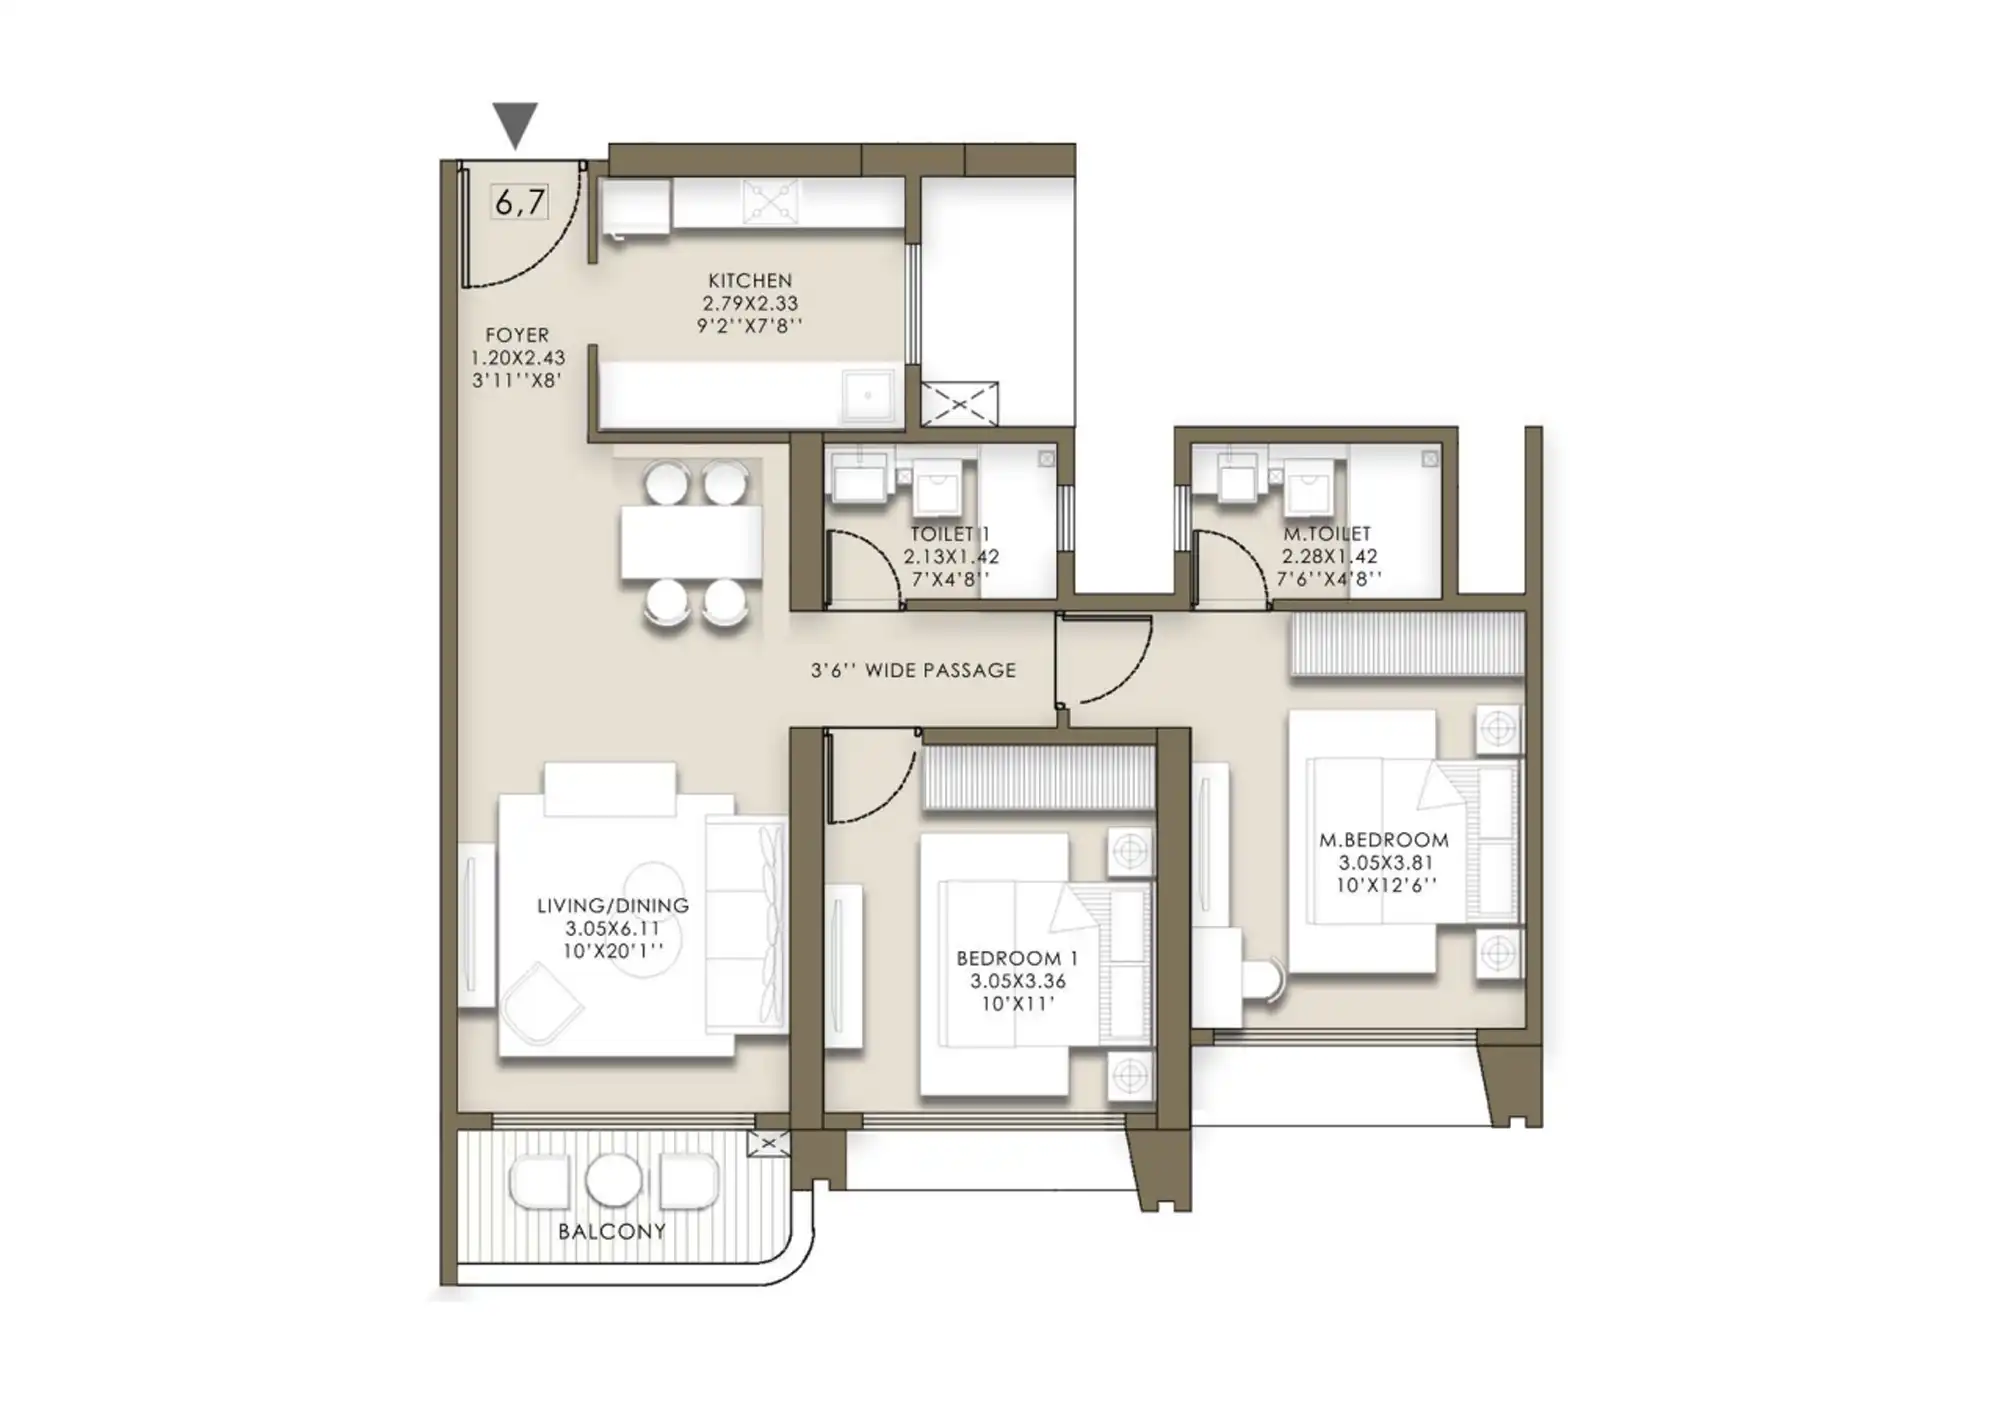 6,7
KITCHEN
2.79X2.33
9'2''X7'8''
FOYER
1.20X2.43
3'11''X8'
TOILET 1
2.13X1.42
7'X4'8''
M.TOILET
2.28X1.42
7'6''X4'8''
3'6'' WIDE PASSAGE
M.BEDROOM
3.05X3.81
10'X12'6''
LIVING/DINING
3.05X6.11
10'X20'1''
BEDROOM 1
3.05X3.36
10'X11'
BALCONY